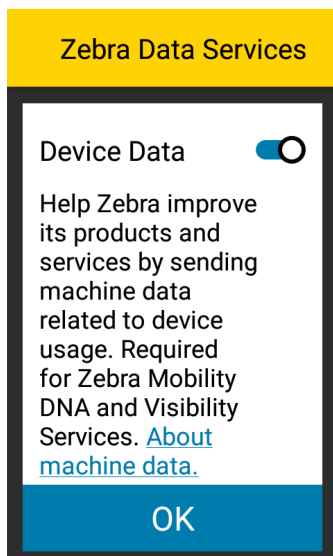 Zebra Data Services
Device Data
Help Zebra improve
its products and
services by sending
machine data
related to device
usage. Required
for Zebra Mobility
DNA and Visibility
Services. About
machine data.
OK